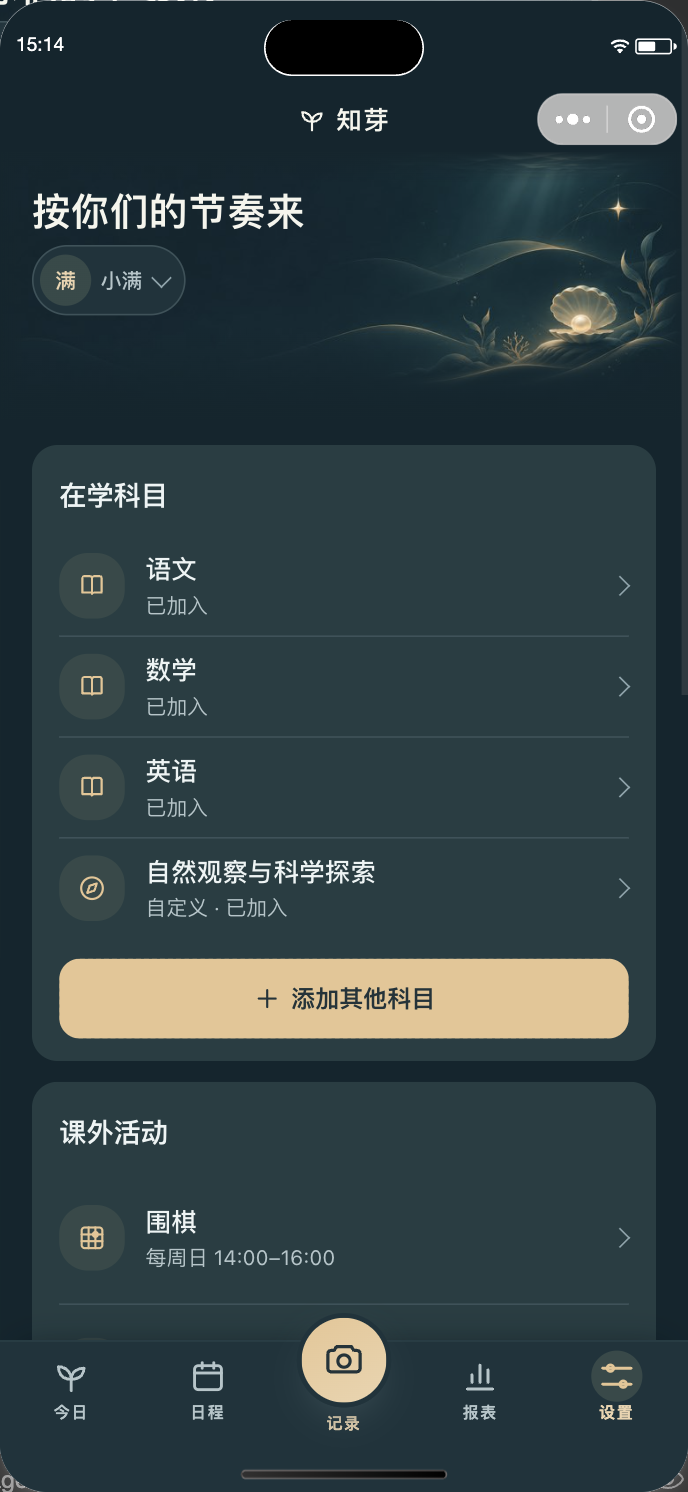 15:14
知芽
按你们的节奏来
满 小满
在学科目
语文
已加入
数学
已加入
英语
已加入
自然观察与科学探索
自定义 · 已加入
+ 添加其他科目
课外活动
围棋
每周日 14:00–16:00
今日
日程
记录
报表
设置